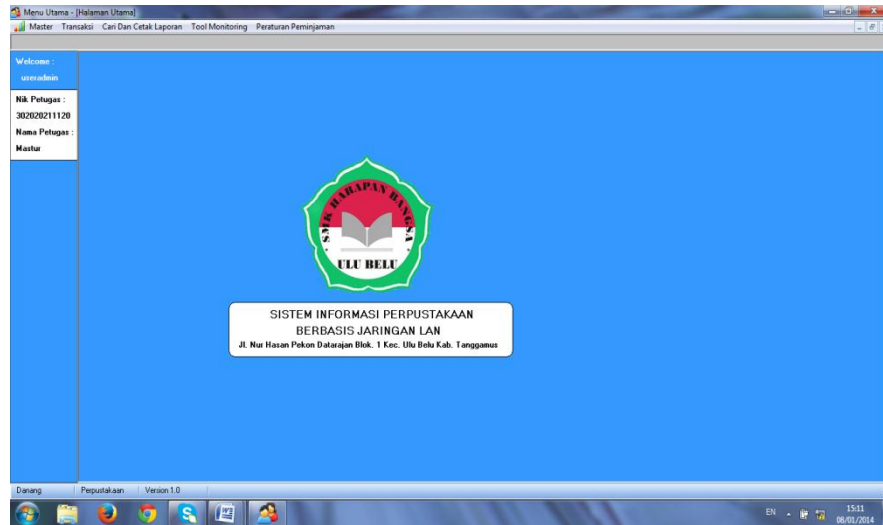 Menu Utama - [Halaman Utama]
Master Transaksi Cari Dan Cetak Laporan Tool Monitoring Peraturan Peminjaman
Welcome :
useradmin
Nik Petugas :
302020211120
Nama Petugas :
Mastur
SMK HARAPAN BANGSA
ULU BELU
SISTEM INFORMASI PERPUSTAKAAN
BERBASIS JARINGAN LAN
Jl. Nur Hasan Pekon Datarajan Blok. 1 Kec. Ulu Belu Kab. Tanggamus
Danang Perpustakaan Version 1.0
EN 15:11
08/01/2014